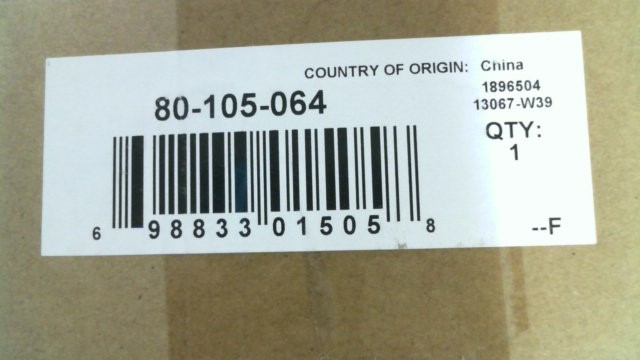 COUNTRY OF ORIGIN: China
1896504
13067-W39
80-105-064
QTY:
1
6 98833 01505 8
--F